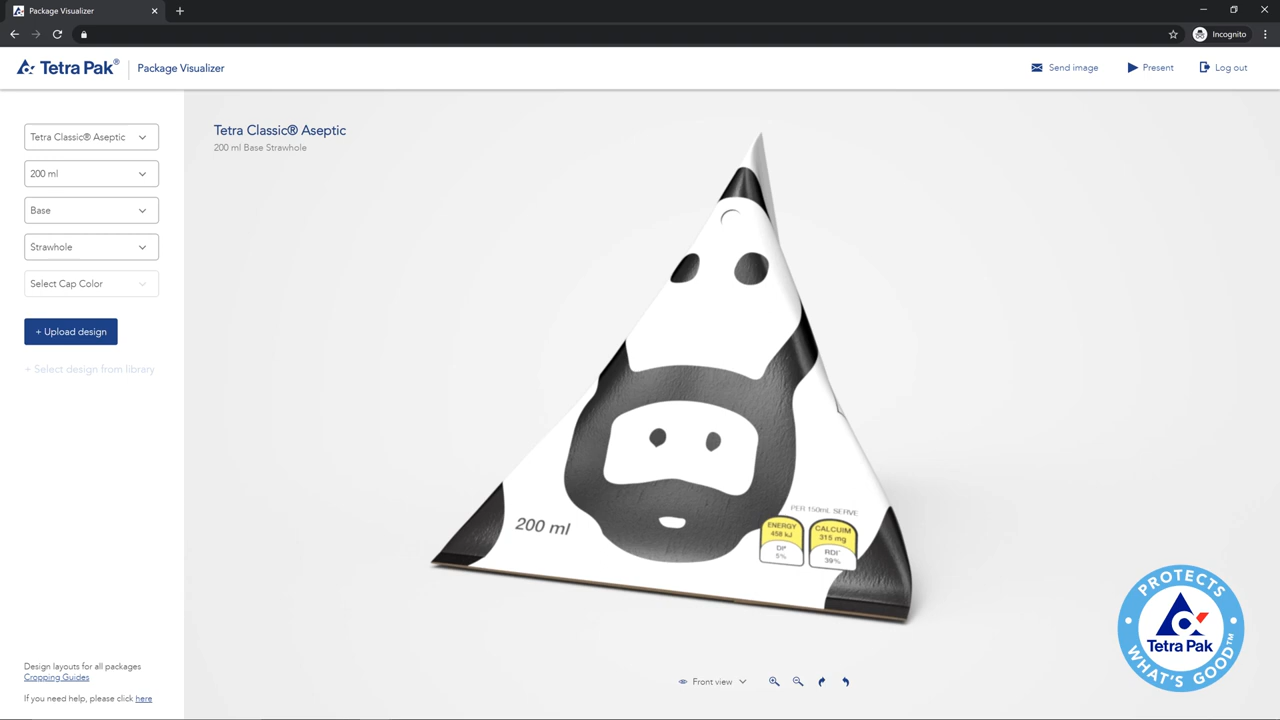 Package Visualizer
Incognito
Tetra Pak®
Package Visualizer
Send image
Present
Log out
Tetra Classic® Aseptic
200 ml
Base
Strawhole
Select Cap Color
+ Upload design
+ Select design from library
Design layouts for all packages
Cropping Guides
If you need help, please click here
Tetra Classic® Aseptic
200 ml Base Strawhole
200 ml
PER 150mL SERVE
ENERGY
458 kJ
DI*
5%
CALCUIM
315 mg
RDI*
39%
Front view
PROTECTS
Tetra Pak
WHAT'S GOOD™